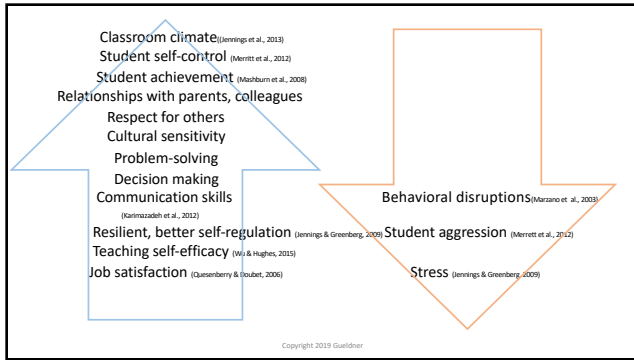 Classroom climate((Jennings et al., 2013)
Student self-control (Merritt et al., 2012)
Student achievement (Mashburn et al., 2008)
Relationships with parents, colleagues
Respect for others
Cultural sensitivity
Problem-solving
Decision making
Communication skills
(Karimazadeh et al., 2012)
Resilient, better self-regulation (Jennings & Greenberg, 2009)
Teaching self-efficacy (Wu & Hughes, 2015)
Job satisfaction (Quesenberry & Doubet, 2006)
Behavioral disruptions(Marzano et al., 2003)
Student aggression (Merrett et al., 2012)
Stress (Jennings & Greenberg, 2009)
Copyright 2019 Gueldner